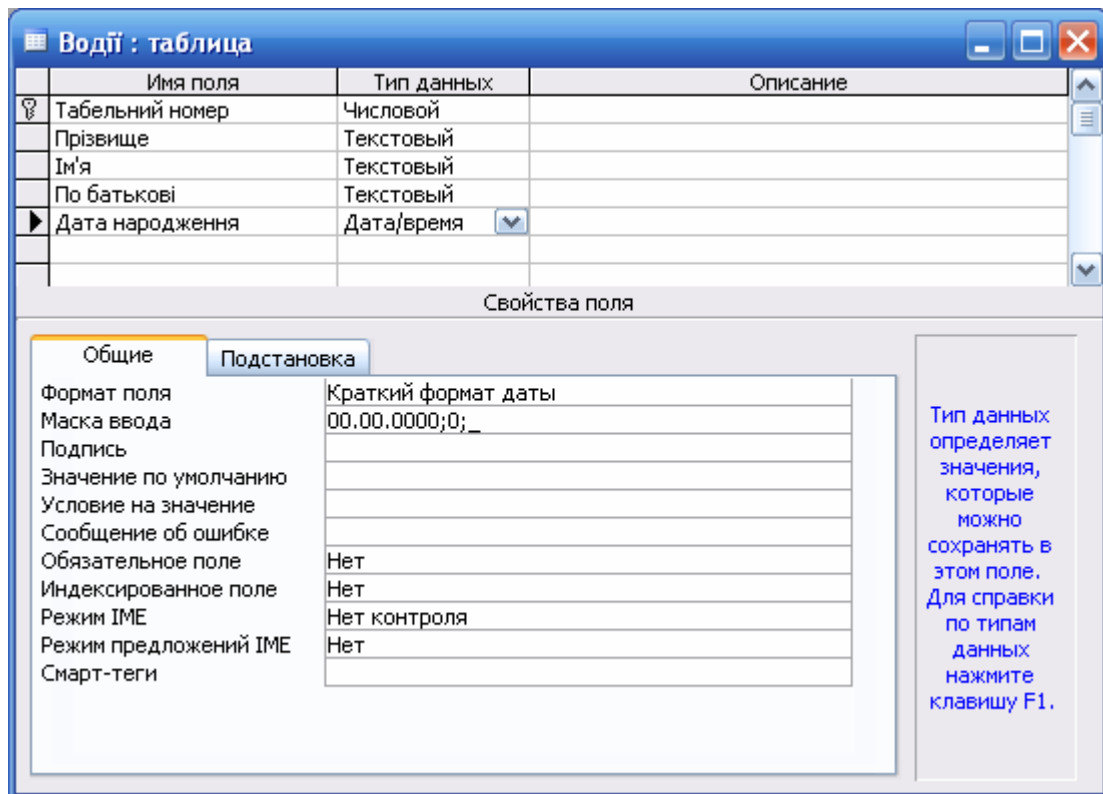 Водії : таблица
Имя поля Тип данных Описание
Табельний номер Числовой
Прізвище Текстовый
Ім'я Текстовый
По батькові Текстовый
Дата народження Дата/время
Свойства поля
Общие Подстановка
Формат поля Краткий формат даты
Маска ввода 00.00.0000;0;_
Подпись
Значение по умолчанию
Условие на значение
Сообщение об ошибке
Обязательное поле Нет
Индексированное поле Нет
Режим IME Нет контроля
Режим предложений IME Нет
Смарт-теги
Тип данных
определяет
значения,
которые
можно
сохранять в
этом поле.
Для справки
по типам
данных
нажмите
клавишу F1.